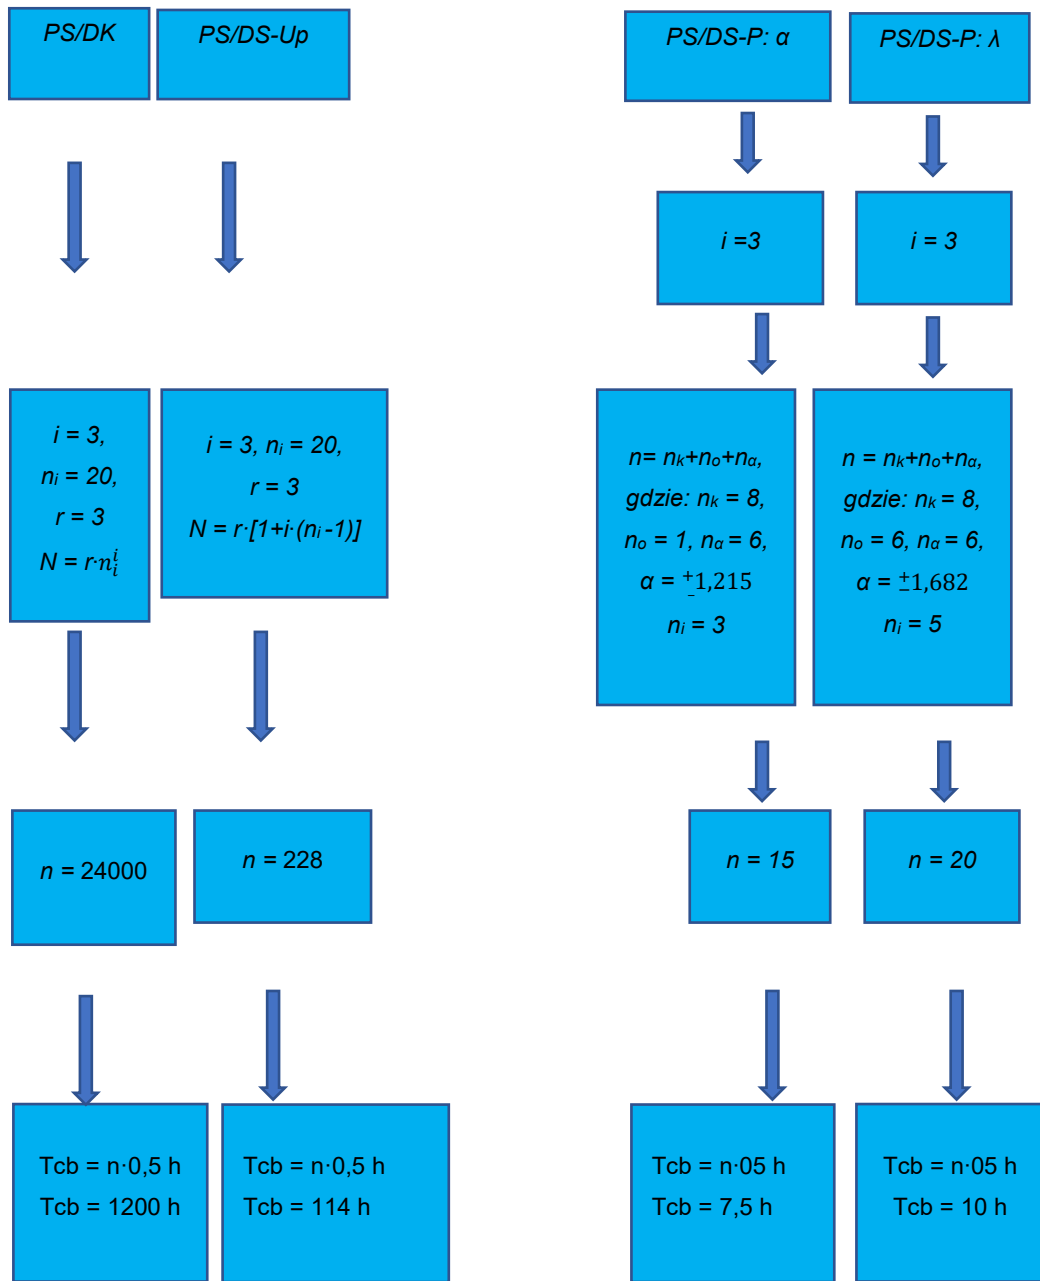 PS/DK
PS/DS-Up
PS/DS-P: α
PS/DS-P: λ
i =3
i = 3
i = 3,
nᵢ = 20,
r = 3
N = r·nᵢⁱ
i = 3, nᵢ = 20,
r = 3
N = r·[1+i·(nᵢ -1)]
n= nₖ+nₒ+nα,
gdzie: nₖ = 8,
nₒ = 1, nα = 6,
α = ±1,215
nᵢ = 3
n = nₖ+nₒ+nα,
gdzie: nₖ = 8,
nₒ = 6, nα = 6,
α = ±1,682
nᵢ = 5
n = 24000
n = 228
n = 15
n = 20
Tcb = n·0,5 h
Tcb = 1200 h
Tcb = n·0,5 h
Tcb = 114 h
Tcb = n·05 h
Tcb = 7,5 h
Tcb = n·05 h
Tcb = 10 h